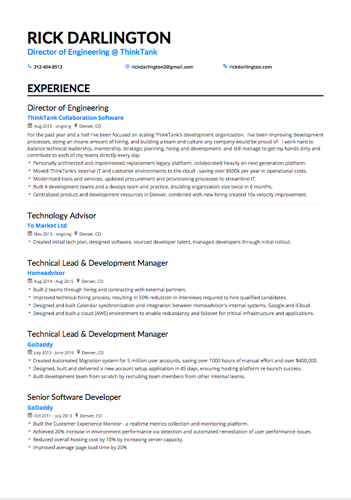 RICK DARLINGTON
Director of Engineering @ ThinkTank
312-404-8512 rickdarlington2@gmail.com rickdarlington.com
EXPERIENCE
Director of Engineering
ThinkTank Collaboration Software
Aug 2015 - ongoing Denver, CO
For the past year and a half I've been focused on scaling ThinkTank's development organization. I've been improving development
processes, doing an insane amount of hiring, and building a team and culture any company would be proud of. I work hard to
balance technical leadership, mentorship, strategic planning, hiring and development- and still manage to get my hands dirty and
contribute to each of my teams directly every day.
• Personally architected and implemented replacement legacy platform, collaborated heavily on next generation platform.
• Moved ThinkTank's internal IT and customer environments to the cloud - saving over $500k per year in operational costs.
• Modernized tools and services, updated procurement and provisioning processes to streamline IT.
• Built 4 development teams and a devops team and practice, doubling organization size twice in 6 months.
• Centralized product and development resources in Denver, combined with new hiring created 10x velocity improvement.
Technology Advisor
To Market Ltd
Nov 2015 - ongoing Denver, CO
• Created initial tech plan, designed software, sourced developer talent, managed developers through initial rollout.
Technical Lead & Development Manager
Homeadvisor
Aug 2014 - Aug 2015 Denver, CO
• Built 2 teams through hiring and contracting with external partners.
• Improved technical hiring process, resulting in 50% reduction in interviews required to hire qualified candidates.
• Designed and built Calendar synchronization and integration between Homeadvisor's internal systems, Google and iCloud.
• Designed and built a cloud (AWS) environment to enable redundancy and failover for critical infrastructure and applications.
Technical Lead & Development Manager
GoDaddy
July 2013 - June 2014 Denver, CO
• Created Automated Migration system for 5 million user accounts, saving over 1000 hours of manual effort and over $400,000.
• Designed, built and delivered a new account setup application in 45 days, ensuring hosting platform re-launch success.
• Built development team from scratch by recruiting team members from other internal teams.
Senior Software Developer
GoDaddy
Oct 2011 - July 2013 Denver, CO
• Built the Customer Experience Monitor - a realtime metrics collection and monitoring platform.
• Achieved 20% increase in environment performance via detection and automated remediation of user performance issues.
• Reduced overall hosting cost by 10% by increasing server capacity.
• Improved average page load time by 25%